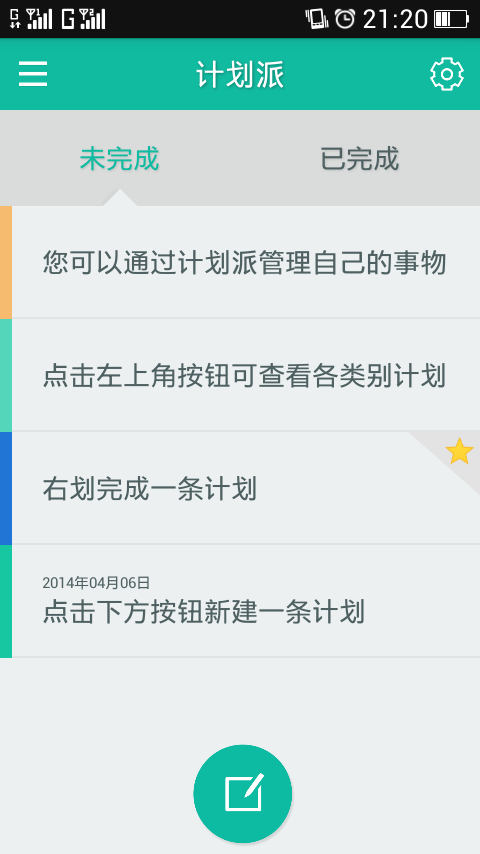 G 1 G 2 21:20
计划派
未完成 已完成
您可以通过计划派管理自己的事物
点击左上角按钮可查看各类别计划
右划完成一条计划
2014年04月06日
点击下方按钮新建一条计划